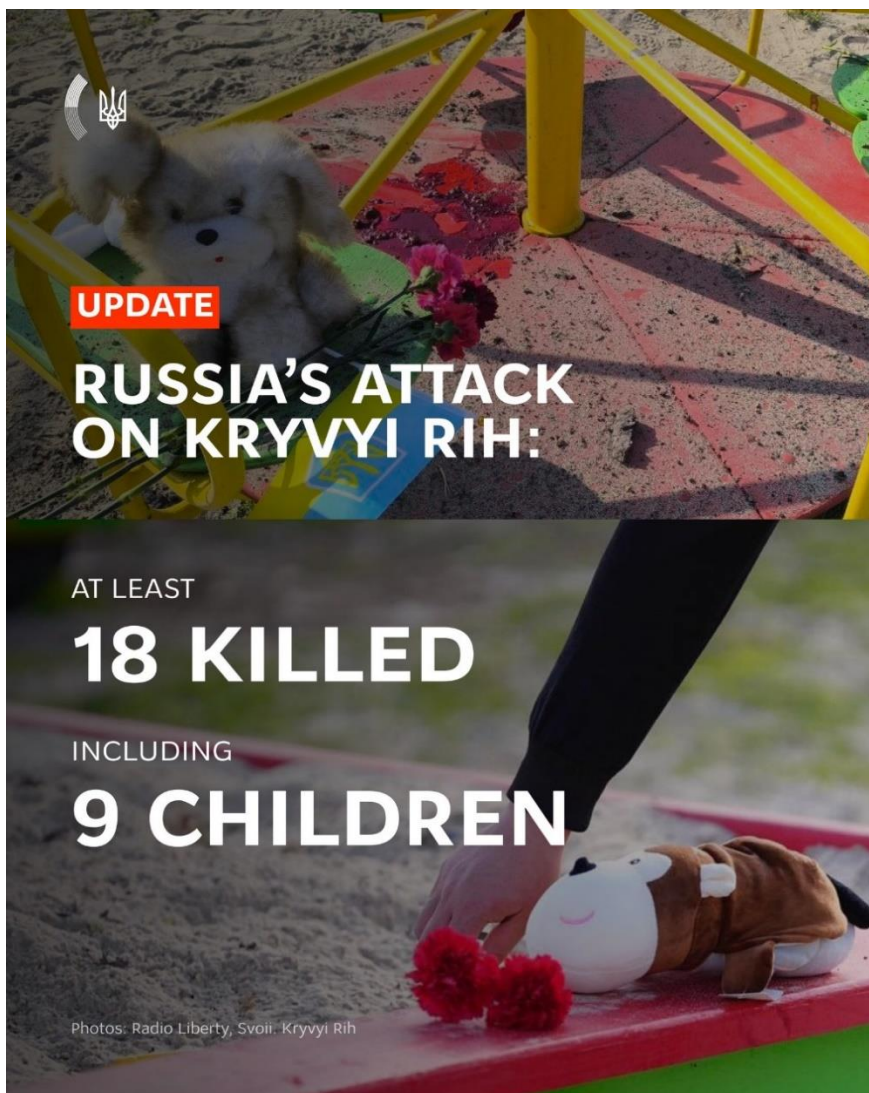 UPDATE
RUSSIA’S ATTACK
ON KRYVYI RIH:
AT LEAST
18 KILLED
INCLUDING
9 CHILDREN
Photos: Radio Liberty, Svoii. Kryvyi Rih